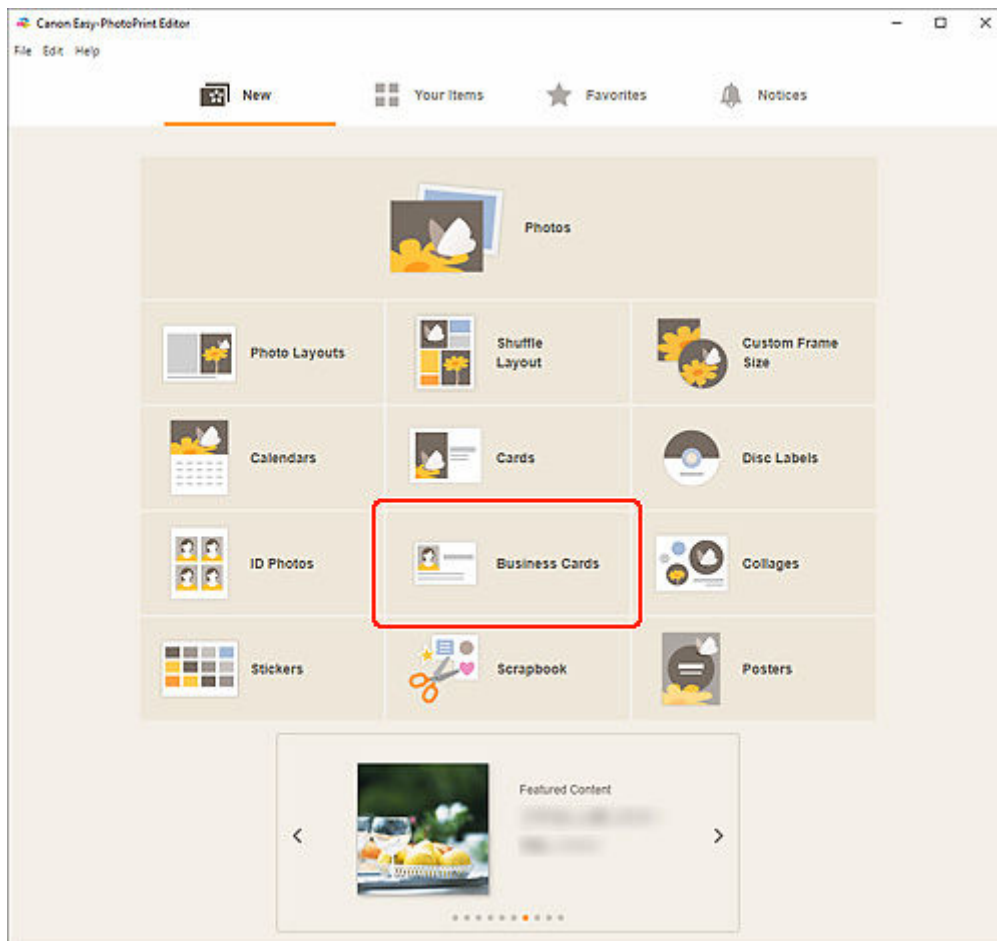 Canon Easy-PhotoPrint Editor
File Edit Help
New Your Items Favorites Notices
Photos
Photo Layouts
Shuffle
Layout
Custom Frame
Size
Calendars
Cards
Disc Labels
ID Photos
Business Cards
Collages
Stickers
Scrapbook
Posters
Featured Content